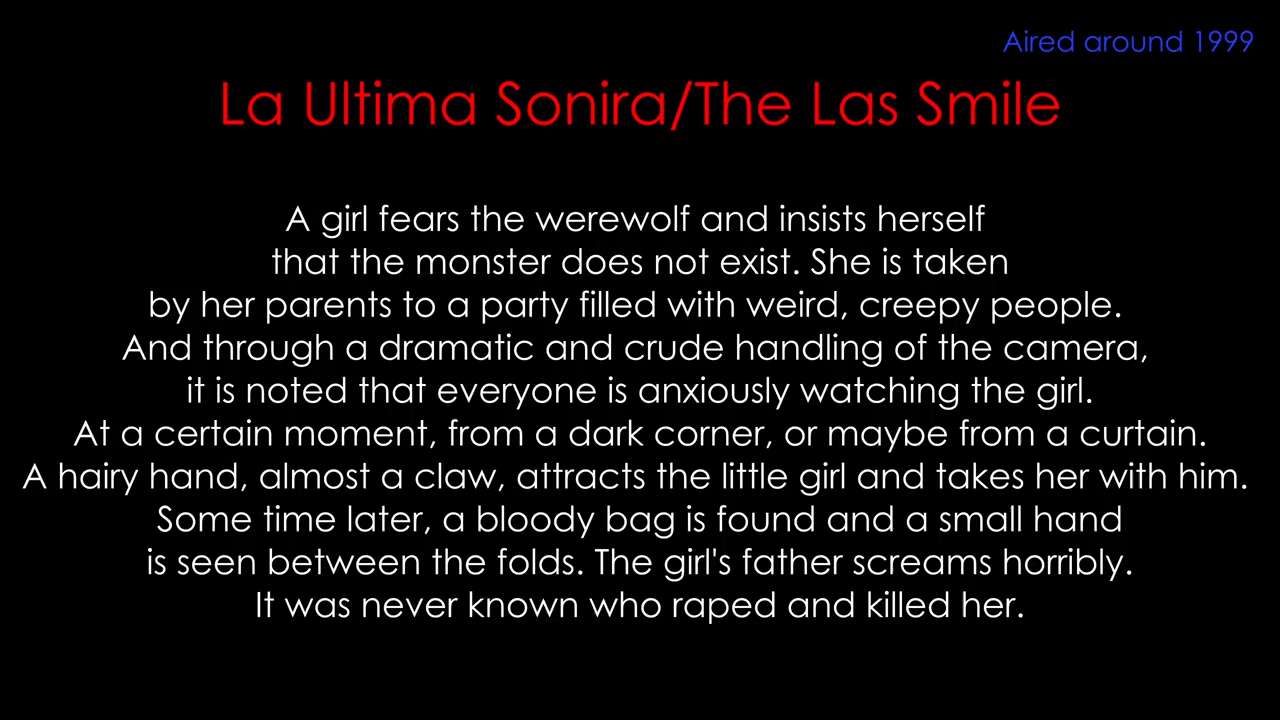 Aired around 1999
La Ultima Sonira/The Las Smile
A girl fears the werewolf and insists herself
that the monster does not exist. She is taken
by her parents to a party filled with weird, creepy people.
And through a dramatic and crude handling of the camera,
it is noted that everyone is anxiously watching the girl.
At a certain moment, from a dark corner, or maybe from a curtain.
A hairy hand, almost a claw, attracts the little girl and takes her with him.
Some time later, a bloody bag is found and a small hand
is seen between the folds. The girl's father screams horribly.
It was never known who raped and killed her.